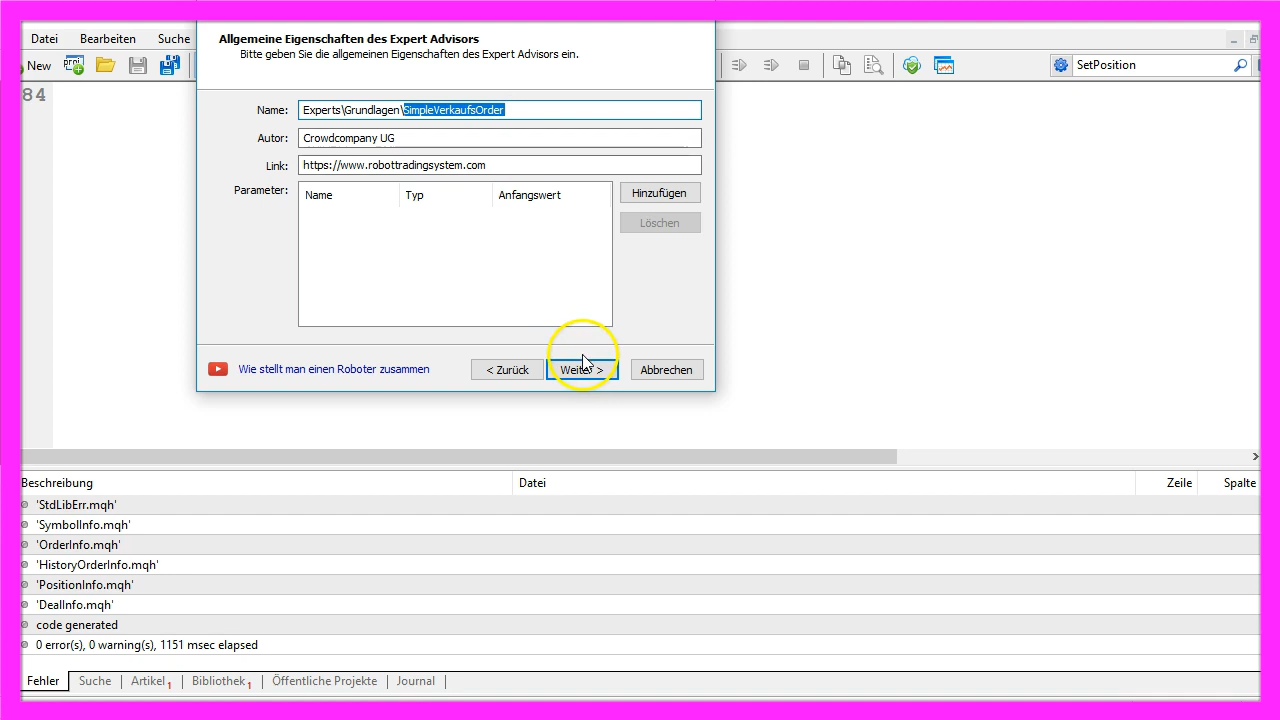 Datei Bearbeiten Suche
Allgemeine Eigenschaften des Expert Advisors
Bitte geben Sie die allgemeinen Eigenschaften des Expert Advisors ein.
New
SetPosition
84
Name: Experts\Grundlagen\SimpleVerkaufsOrder
Autor: Crowdcompany UG
Link: https://www.robottradingsystem.com
Parameter: Name Typ Anfangswert Hinzufügen
Löschen
Wie stellt man einen Roboter zusammen < Zurück Weiter > Abbrechen
Beschreibung Datei Zeile Spalte
'StdLibErr.mqh'
'SymbolInfo.mqh'
'OrderInfo.mqh'
'HistoryOrderInfo.mqh'
'PositionInfo.mqh'
'DealInfo.mqh'
code generated
0 error(s), 0 warning(s), 1151 msec elapsed
Fehler Suche Artikel 1 Bibliothek 1 Öffentliche Projekte Journal